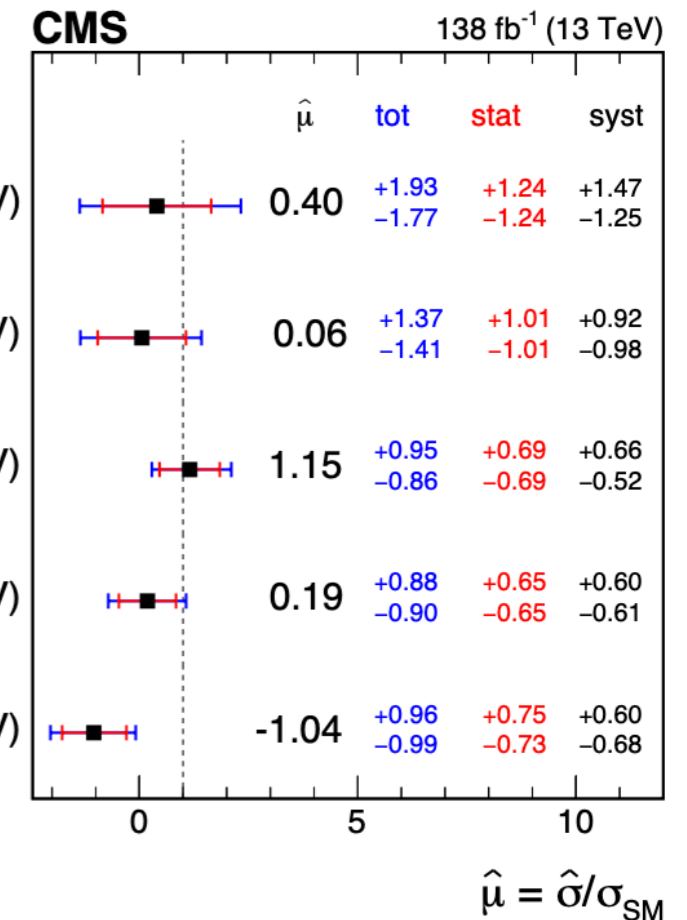 CMS 138 fb⁻¹ (13 TeV)
μ̂ tot stat syst
+1.93 +1.24 +1.47
V) 0.40
−1.77 −1.24 −1.25
+1.37 +1.01 +0.92
V) 0.06
−1.41 −1.01 −0.98
+0.95 +0.69 +0.66
V) 1.15
−0.86 −0.69 −0.52
+0.88 +0.65 +0.60
V) 0.19
−0.90 −0.65 −0.61
+0.96 +0.75 +0.60
V) -1.04
−0.99 −0.73 −0.68
0 5 10
μ̂ = σ̂/σ_SM